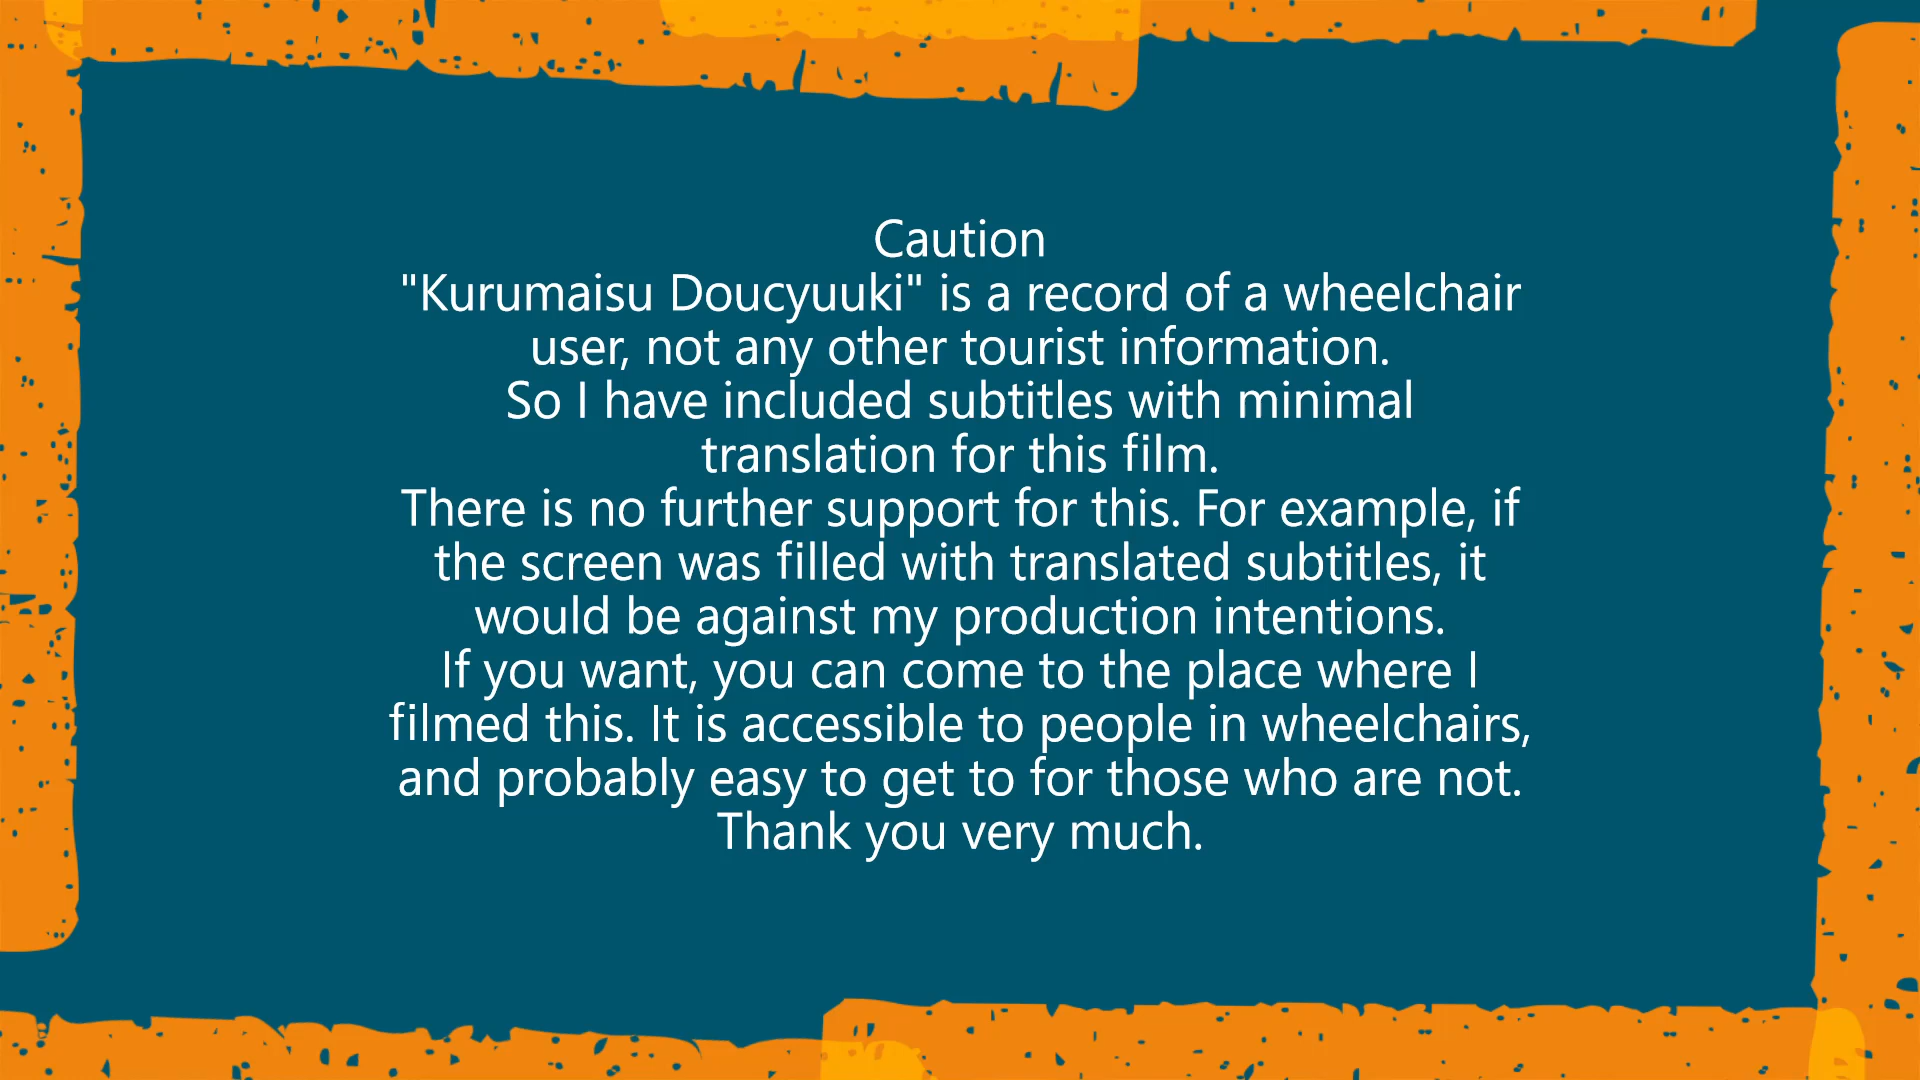 Caution
"Kurumaisu Doucyuuki" is a record of a wheelchair
user, not any other tourist information.
So I have included subtitles with minimal
translation for this film.
There is no further support for this. For example, if
the screen was filled with translated subtitles, it
would be against my production intentions.
If you want, you can come to the place where I
filmed this. It is accessible to people in wheelchairs,
and probably easy to get to for those who are not.
Thank you very much.